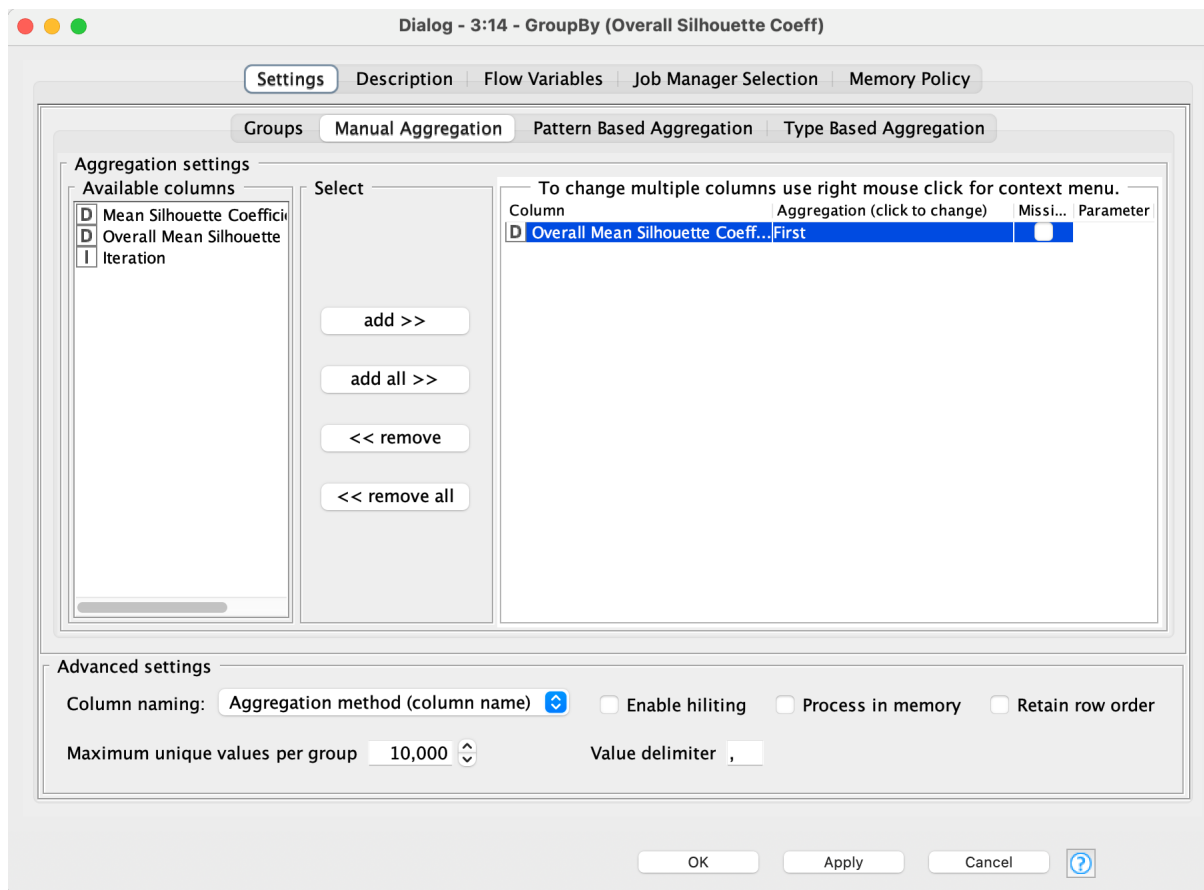 Dialog - 3:14 - GroupBy (Overall Silhouette Coeff)
Settings Description Flow Variables Job Manager Selection Memory Policy
Groups Manual Aggregation Pattern Based Aggregation Type Based Aggregation
Aggregation settings
Available columns
D Mean Silhouette Coefficie
D Overall Mean Silhouette
I Iteration
Select
add >>
add all >>
<< remove
<< remove all
To change multiple columns use right mouse click for context menu.
Column Aggregation (click to change) Missi... Parameter
D Overall Mean Silhouette Coeff... First
Advanced settings
Column naming: Aggregation method (column name) Enable hiliting Process in memory Retain row order
Maximum unique values per group 10,000 Value delimiter ,
OK Apply Cancel ?